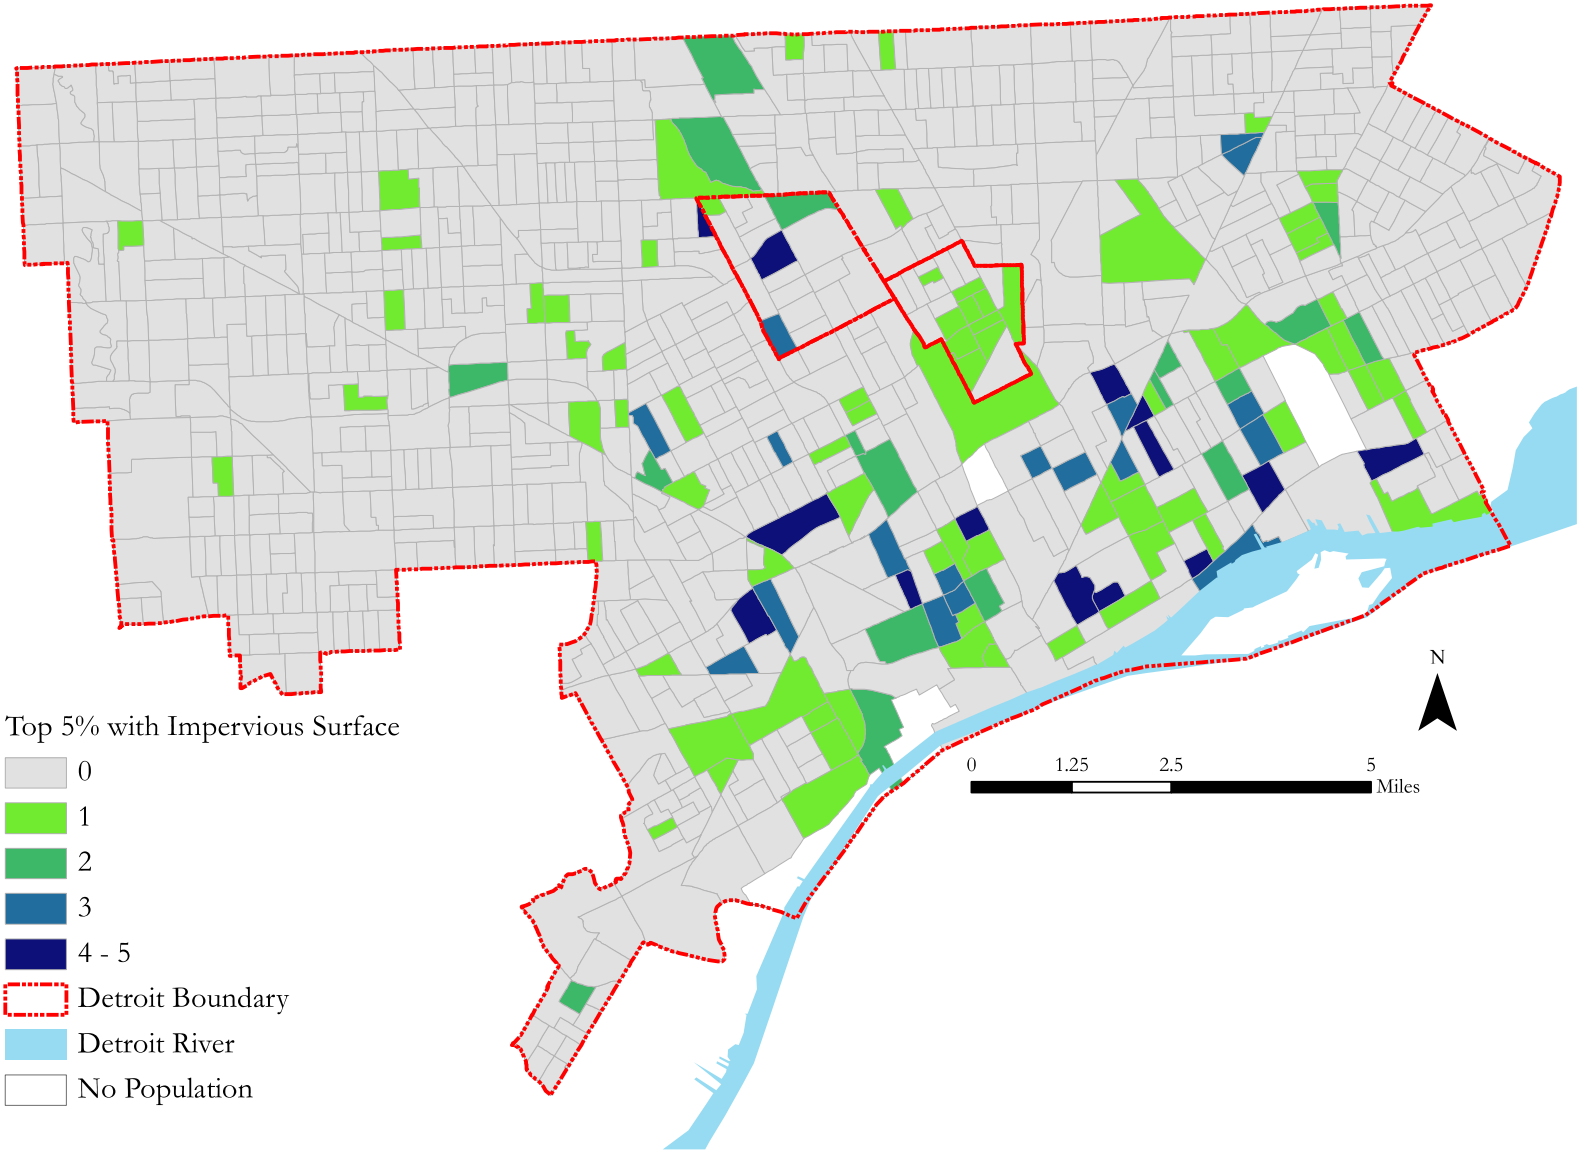 Top 5% with Impervious Surface
0
1
2
3
4 - 5
Detroit Boundary
Detroit River
No Population
N
0 1.25 2.5 5
Miles